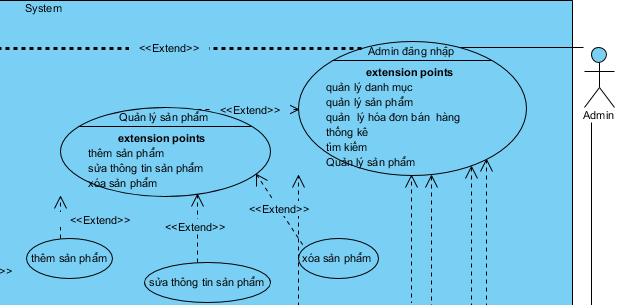 System
<<Extend>>
Admin đăng nhập
extension points
quản lý danh mục
quản lý sản phẩm
quản lý hóa đơn bán hàng
thống kê
tìm kiếm
Quản lý sản phẩm
Admin
<<Extend>>
Quản lý sản phẩm
extension points
thêm sản phẩm
sửa thông tin sản phẩm
xóa sản phẩm
<<Extend>>
<<Extend>>
<<Extend>>
thêm sản phẩm
sửa thông tin sản phẩm
xóa sản phẩm
>>